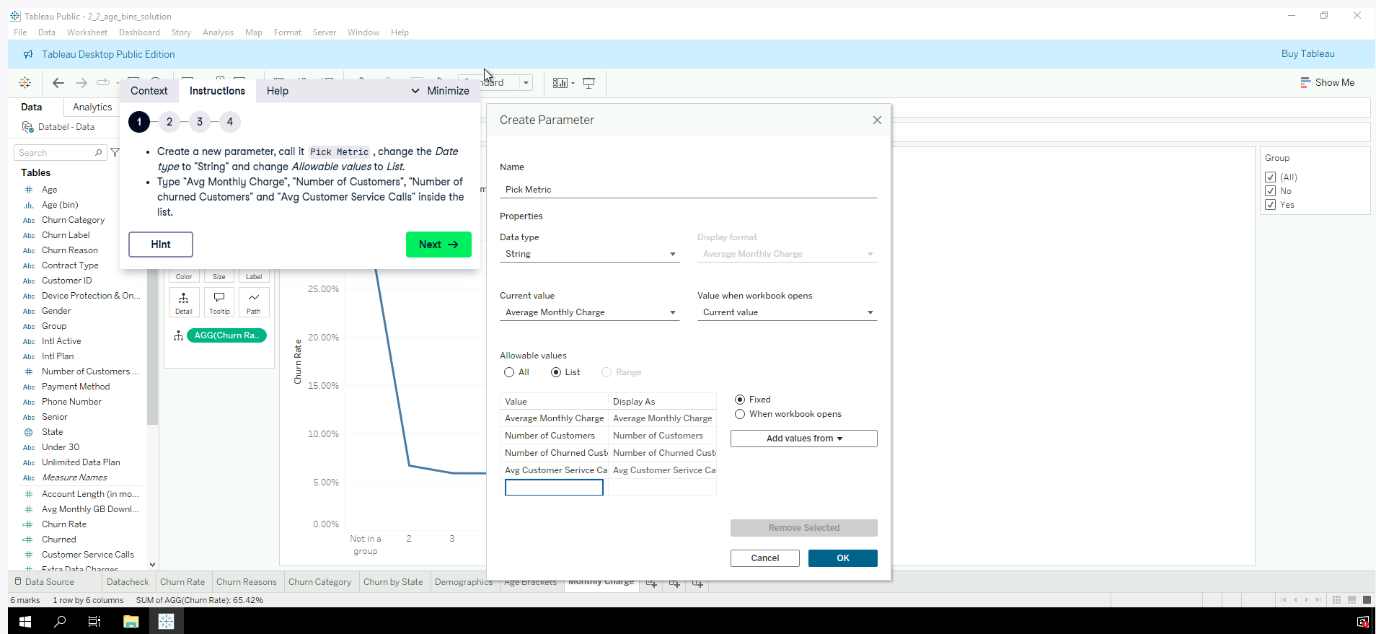 Tableau Public - 2_2_age_bins_solution
File Data Worksheet Dashboard Story Analysis Map Format Server Window Help
Tableau Desktop Public Edition
Buy Tableau
Show Me
Data Analytics
Databel - Data
Search
Tables
Age
Age (bin)
Churn Category
Churn Label
Churn Reason
Contract Type
Customer ID
Device Protection & On...
Gender
Group
Intl Active
Intl Plan
Number of Customers ...
Payment Method
Phone Number
Senior
State
Under 30
Unlimited Data Plan
Measure Names
Account Length (in mo...
Avg Monthly GB Downl...
Churn Rate
Churned
Customer Service Calls
Extra Data Charges
Context Instructions Help Minimize
1 2 3 4
• Create a new parameter, call it Pick Metric , change the Date
type to "String" and change Allowable values to List.
• Type "Avg Monthly Charge", "Number of Customers", "Number of
churned Customers" and "Avg Customer Service Calls" inside the
list.
HInt
Next →
Color Size Label
Detail Tooltip Path
AGG(Churn Ra..
Churn Rate
25.00%
20.00%
15.00%
10.00%
5.00%
0.00%
Not in a
group
2 3
Create Parameter
Name
Pick Metric
Properties
Data type
String
Display format
Average Monthly Charge
Current value
Average Monthly Charge
Value when workbook opens
Current value
Allowable values
All List Range
Value Display As
Average Monthly Charge Average Monthly Charge
Number of Customers Number of Customers
Number of Churned Cust Number of Churned Cust
Avg Customer Serivce Ca Avg Customer Serivce Ca
Fixed
When workbook opens
Add values from
Remove Selected
Cancel OK
Group
(All)
No
Yes
Data Source Datacheck Churn Rate Churn Reasons Churn Category Churn by State Demographics Age Brackets Monthly Charge
6 marks 1 row by 6 columns SUM of AGG(Churn Rate): 65.42%